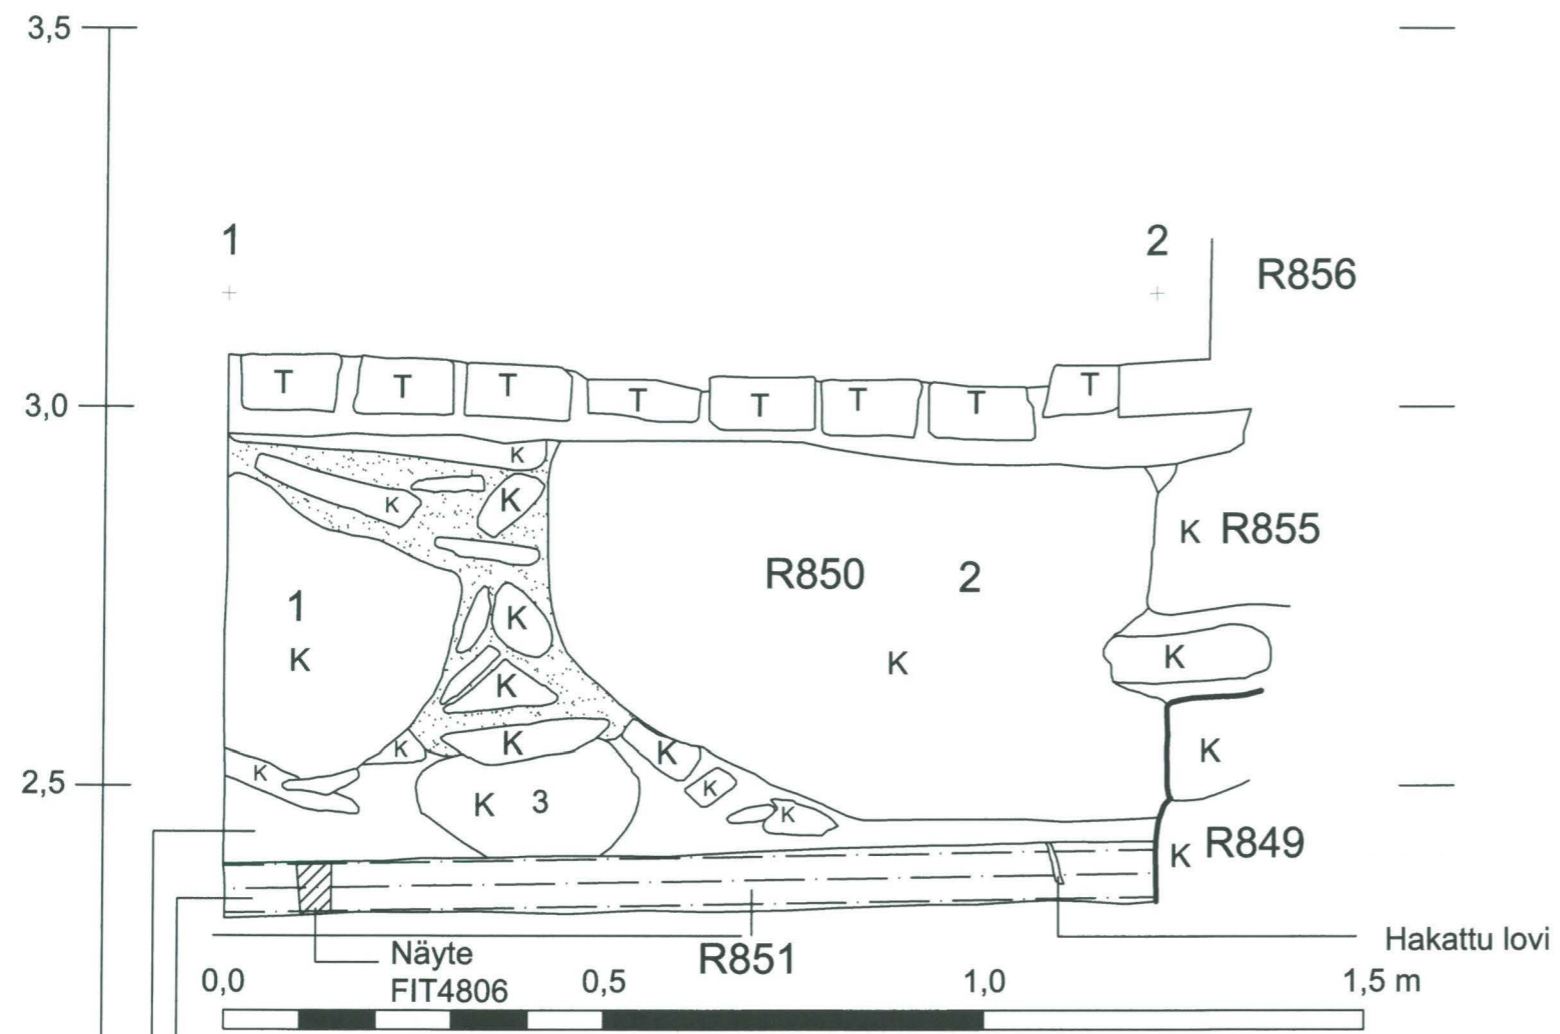 3,5
1
2
R856
T T T T T T T T
3,0
K
K
K
K R855
R850 2
1
K
K
K
K
K
K
K
K
K
K
2,5
K
K
K 3
K
K R849
Hakattu lovi
Näyte
FIT4806
R851
0,0 0,5 1,0 1,5 m